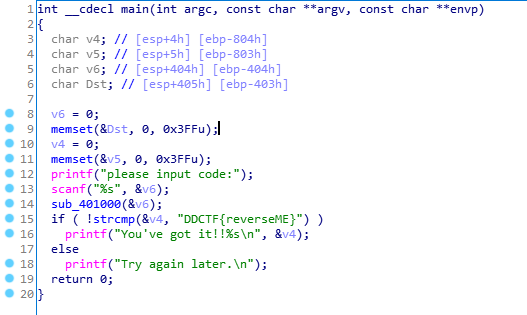 1 int __cdecl main(int argc, const char **argv, const char **envp)
2 {
3   char v4; // [esp+4h] [ebp-804h]
4   char v5; // [esp+5h] [ebp-803h]
5   char v6; // [esp+404h] [ebp-404h]
6   char Dst; // [esp+405h] [ebp-403h]
7
8   v6 = 0;
9   memset(&Dst, 0, 0x3FFu);
10   v4 = 0;
11   memset(&v5, 0, 0x3FFu);
12   printf("please input code:");
13   scanf("%s", &v6);
14   sub_401000(&v6);
15   if ( !strcmp(&v4, "DDCTF{reverseME}") )
16     printf("You've got it!!%s\n", &v4);
17   else
18     printf("Try again later.\n");
19   return 0;
20 }